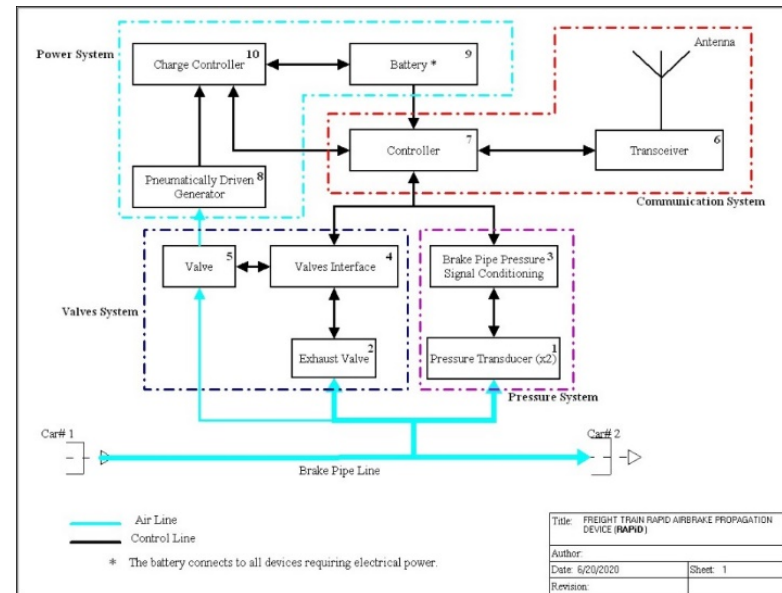 Power System
10
Charge Controller
9
Battery *
Antenna
7
Controller
6
Transceiver
8
Pneumatically Driven
Generator
Communication System
5
Valve
4
Valves Interface
3
Brake Pipe Pressure
Signal Conditioning
Valves System
2
Exhaust Valve
1
Pressure Transducer (x2)
Pressure System
Car# 1
Car# 2
Brake Pipe Line
Air Line
Control Line
* The battery connects to all devices requiring electrical power.
Title: FREIGHT TRAIN RAPID AIRBRAKE PROPAGATION
DEVICE (RAPiD)
Author:
Date: 6/20/2020 Sheet: 1
Revision: